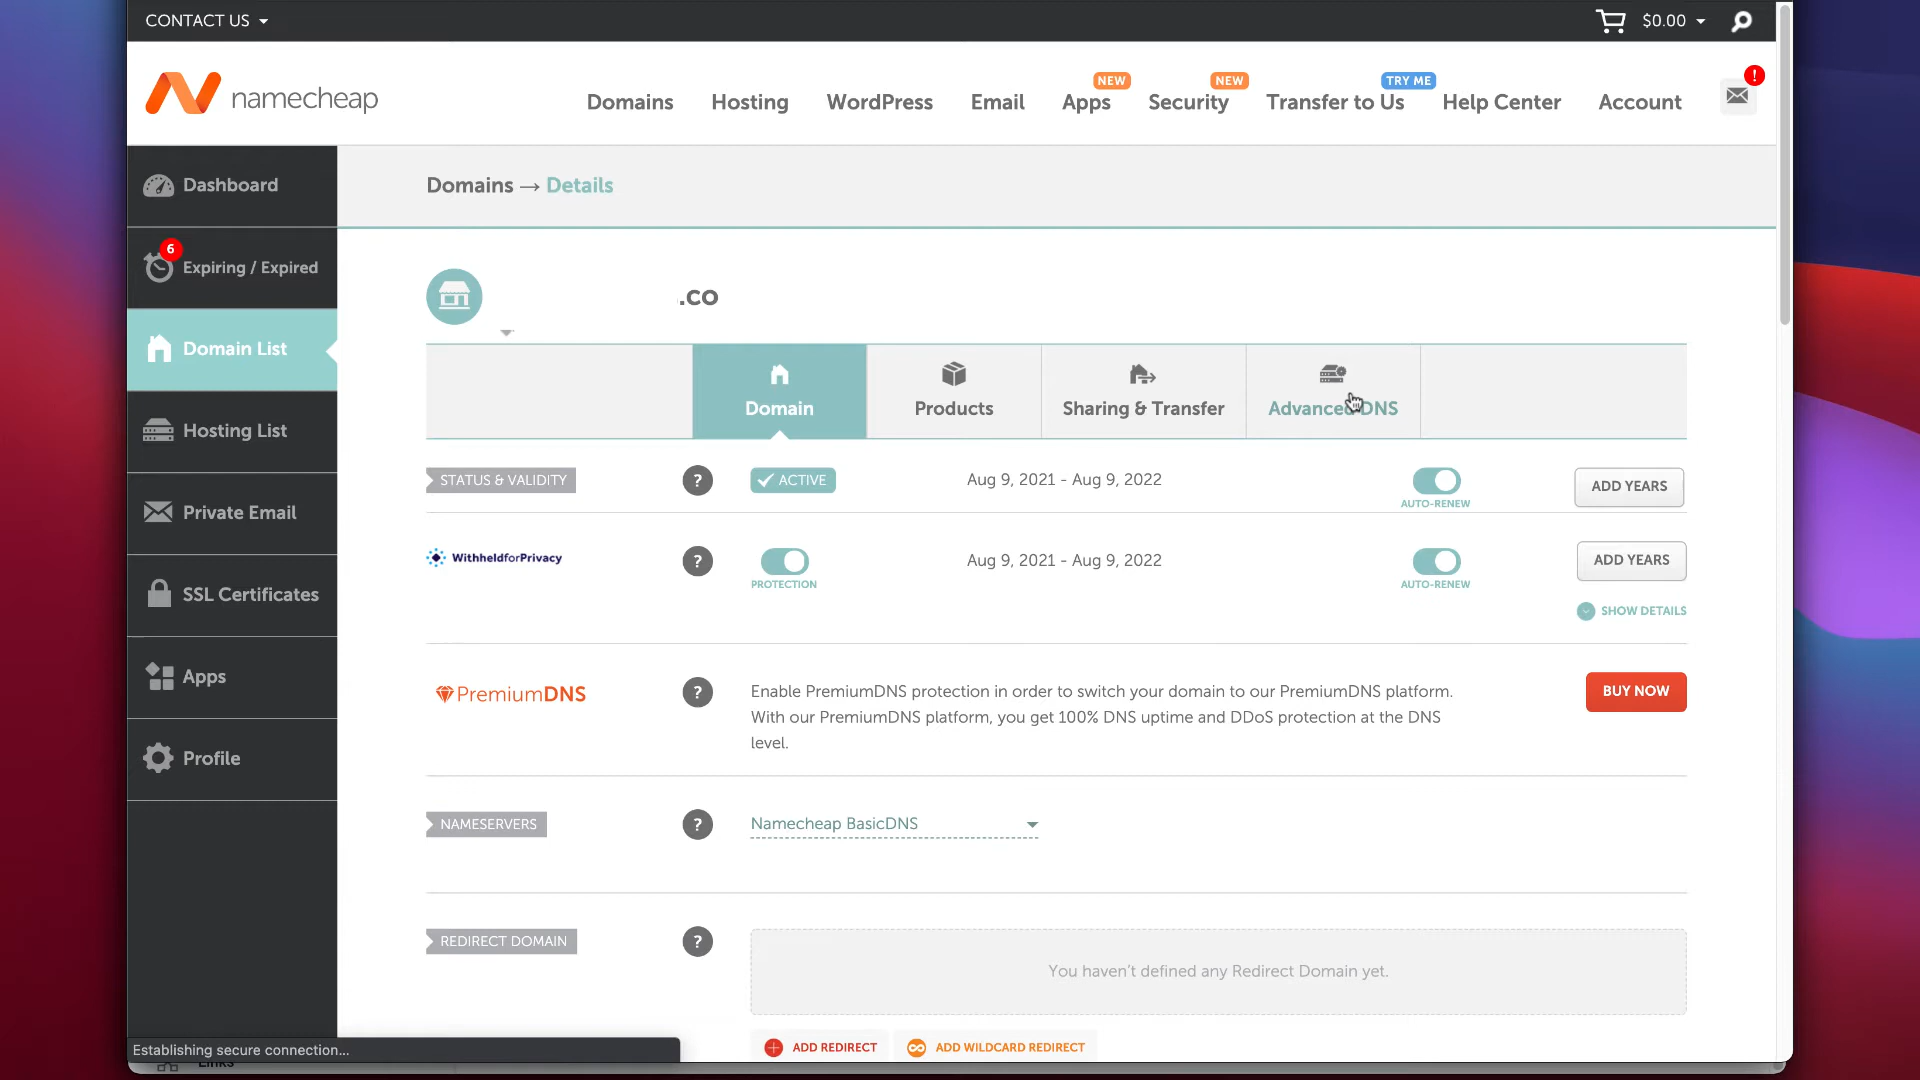 CONTACT US
$0.00
namecheap
Domains
Hosting
WordPress
Email
Apps
NEW
Security
NEW
Transfer to Us
TRY ME
Help Center
Account
!
Dashboard
6
Expiring / Expired
Domain List
Hosting List
Private Email
SSL Certificates
Apps
Profile
Domains → Details
.co
Domain
Products
Sharing & Transfer
Advanced DNS
STATUS & VALIDITY
?
ACTIVE
Aug 9, 2021 - Aug 9, 2022
AUTO-RENEW
ADD YEARS
WithheldforPrivacy
?
PROTECTION
Aug 9, 2021 - Aug 9, 2022
AUTO-RENEW
ADD YEARS
SHOW DETAILS
PremiumDNS
?
Enable PremiumDNS protection in order to switch your domain to our PremiumDNS platform.
With our PremiumDNS platform, you get 100% DNS uptime and DDoS protection at the DNS
level.
BUY NOW
NAMESERVERS
?
Namecheap BasicDNS
REDIRECT DOMAIN
?
You haven't defined any Redirect Domain yet.
ADD REDIRECT
ADD WILDCARD REDIRECT
Establishing secure connection...
Links